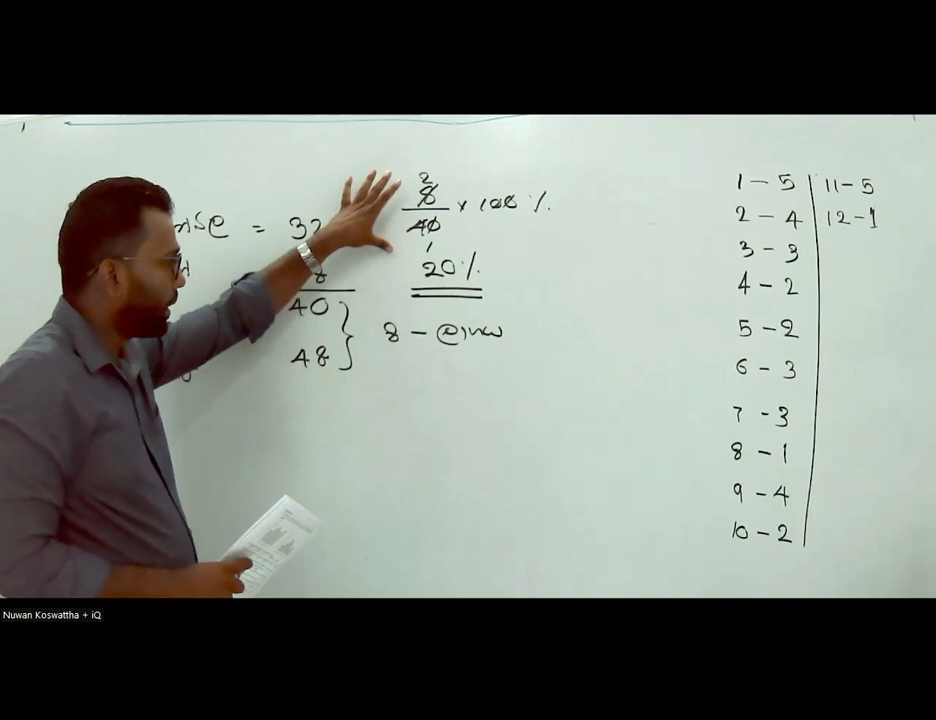 = 32
8/40 × 100 %.
20%
40
48
8 - ලාභය
1 - 5
2 - 4
3 - 3
4 - 2
5 - 2
6 - 3
7 - 3
8 - 1
9 - 4
10 - 2
11 - 5
12 - 1
Nuwan Koswattha + iQ